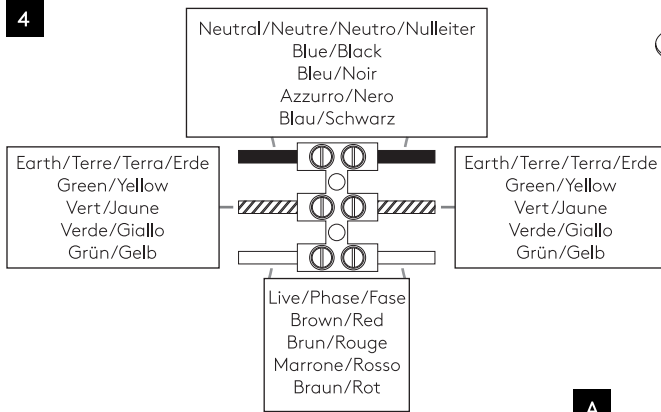 4
Neutral/Neutre/Neutro/Nulleiter
Blue/Black
Bleu/Noir
Azzurro/Nero
Blau/Schwarz
Earth/Terre/Terra/Erde
Green/Yellow
Vert/Jaune
Verde/Giallo
Grün/Gelb
Earth/Terre/Terra/Erde
Green/Yellow
Vert/Jaune
Verde/Giallo
Grün/Gelb
Live/Phase/Fase
Brown/Red
Brun/Rouge
Marrone/Rosso
Braun/Rot
A